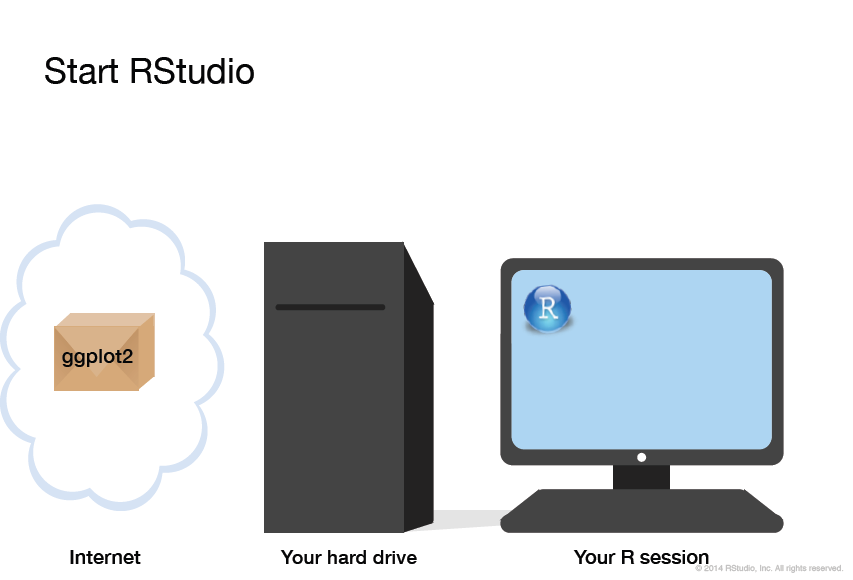 Start RStudio
ggplot2
R
Internet
Your hard drive
Your R session
© 2014 RStudio, Inc. All rights reserved.